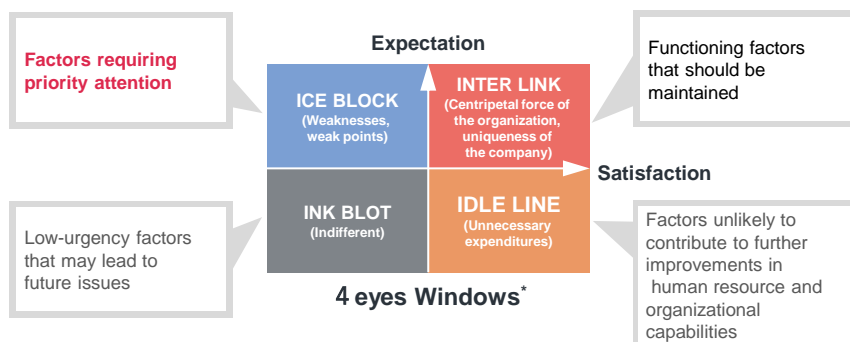 Expectation
Factors requiring
priority attention
Functioning factors
that should be
maintained
ICE BLOCK
(Weaknesses,
weak points)
INTER LINK
(Centripetal force of
the organization,
uniqueness of
the company)
Satisfaction
INK BLOT
(Indifferent)
IDLE LINE
(Unnecessary
expenditures)
Low-urgency factors
that may lead to
future issues
Factors unlikely to
contribute to further
improvements in
human resource and
organizational
capabilities
4 eyes Windows*